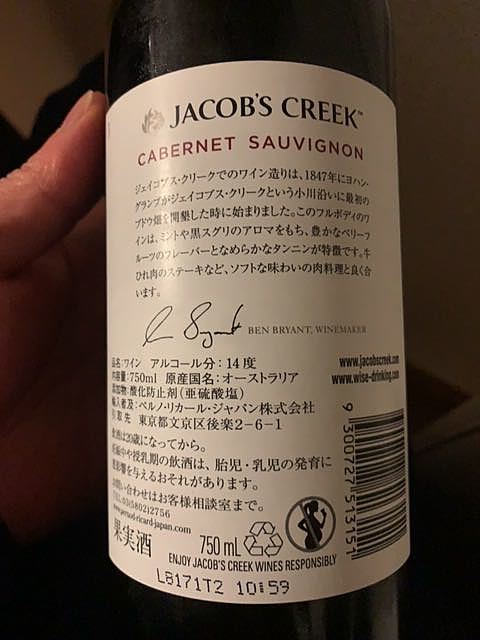 JACOB'S CREEK™
CABERNET SAUVIGNON
ジェイコブス・クリークでのワイン造りは、1847年にヨハン・
グランプがジェイコブス・クリークという小川沿いに最初の
ブドウ畑を開墾した時に始まりました。このフルボディのワ
インは、ミントや黒スグリのアロマをもち、豊かなベリーフ
ルーツのフレーバーとなめらかなタンニンが特徴です。牛
ひれ肉のステーキなど、ソフトな味わいの肉料理と良く合
います。
BEN BRYANT, WINEMAKER
品名:ワイン アルコール分:14度
内容量:750ml 原産国名:オーストラリア
添加物:酸化防止剤(亜硫酸塩)
輸入者及:ペルノ・リカール・ジャパン株式会社
引取先 東京都文京区後楽2-6-1
飲酒は20歳になってから。
妊娠中や授乳期の飲酒は、胎児・乳児の発育に
悪影響を与えるおそれがあります。
お問い合わせはお客様相談室まで。
TEL.03(5802)2756
www.pernod-ricard-japan.com
果実酒
750 mL
www.jacobscreek.com
www.wise-drinking.com
9 300727 513151
ENJOY JACOB'S CREEK WINES RESPONSIBLY
L8171T2 10:59